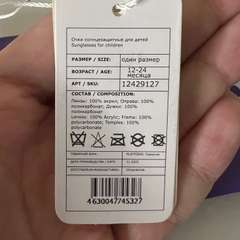 Очки солнцезащитные для детей
Sunglasses for children
РАЗМЕР / SIZE: один размер
ВОЗРАСТ / AGE: 12-24 месяца
АРТ / SKU: 12429127
СОСТАВ / COMPOSITION:
Линзы: 100% акрил, Оправа: 100%
поликарбонат; Дужки: 100%
поликарбонат
Lenses: 100% Acrylic; Frame: 100%
polycarbonate; Temples: 100%
polycarbonate
4630047745327